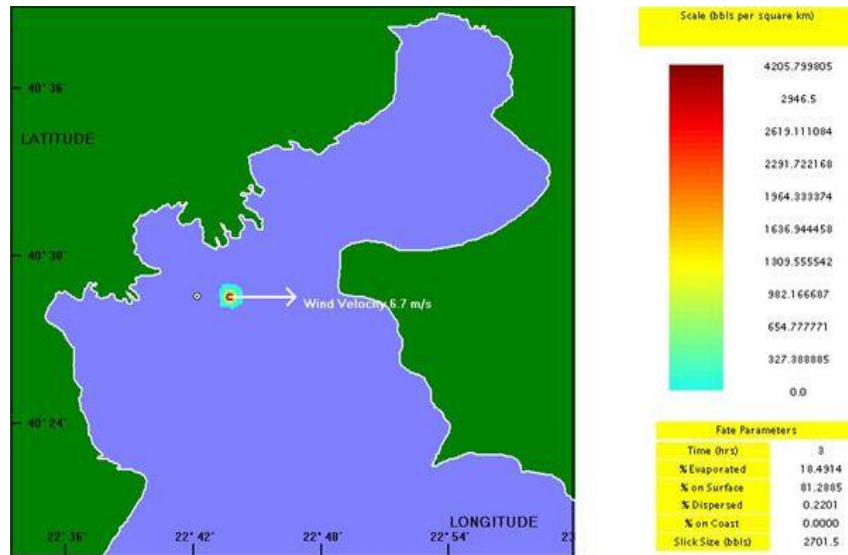 Scale (bbls per square km)
4205.799805
2946.5
2619.111084
2291.722168
1964.333374
1636.944458
1309.555542
982.166687
654.777771
327.388885
0.0
40° 36'
LATITUDE
40° 30'
Wind Velocity 6.7 m/s
40° 24'
LONGITUDE
22° 36' 22° 42' 22° 48' 22° 54' 23
Fate Parameters
Time (hrs) 3
% Evaporated 18.4914
% on Surface 81.2885
% Dispersed 0.2201
% on Coast 0.0000
Slick Size (bbls) 2701.5